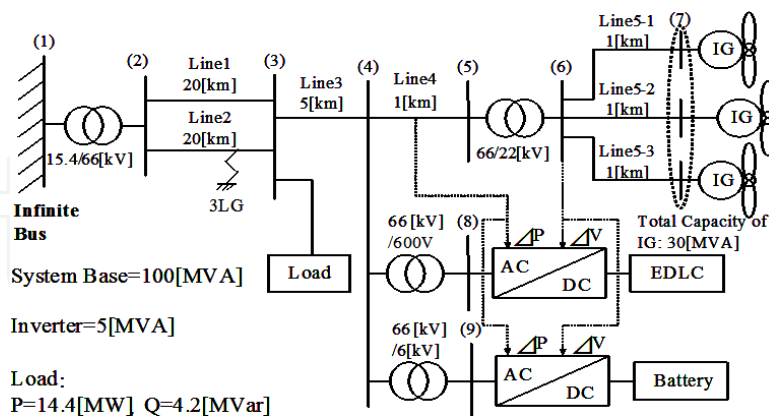 (1)
(2)
(3)
(4)
(5)
(6)
(7)
Line1
20[km]
Line2
20[km]
Line3
5[km]
Line4
1[km]
Line5-1
1[km]
Line5-2
1[km]
Line5-3
1[km]
IG
IG
IG
15.4/66[kV]
66/22[kV]
3LG
Infinite
Bus
Load
Total Capacity of
IG: 30[MVA]
66[kV]
/600V
(8)
⊿P
⊿V
AC
DC
EDLC
66[kV]
/6[kV]
(9)
⊿P
⊿V
AC
DC
Battery
System Base=100[MVA]
Inverter=5[MVA]
Load:
P=14.4[MW] Q=4.2[MVar]